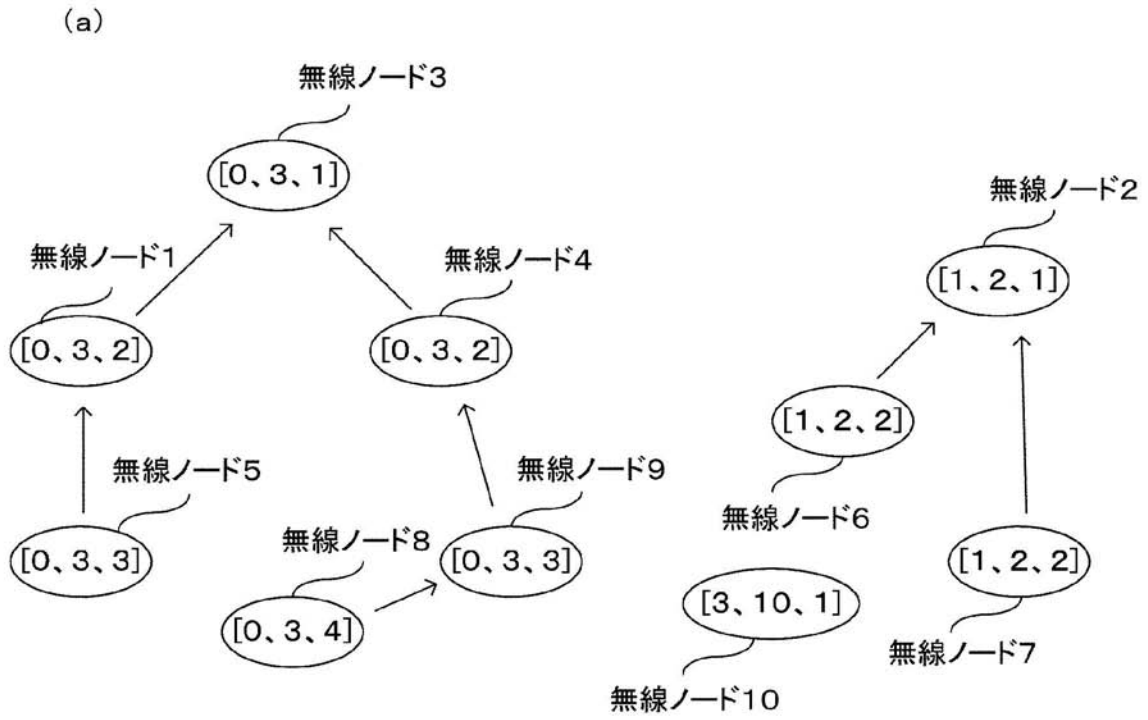 (a)
無線ノード3
[0、3、1]
無線ノード2
無線ノード1
無線ノード4
[1、2、1]
[0、3、2]
[0、3、2]
[1、2、2]
無線ノード5
無線ノード9
無線ノード6
無線ノード8
[0、3、3]
[0、3、3]
[1、2、2]
[3、10、1]
[0、3、4]
無線ノード7
無線ノード10